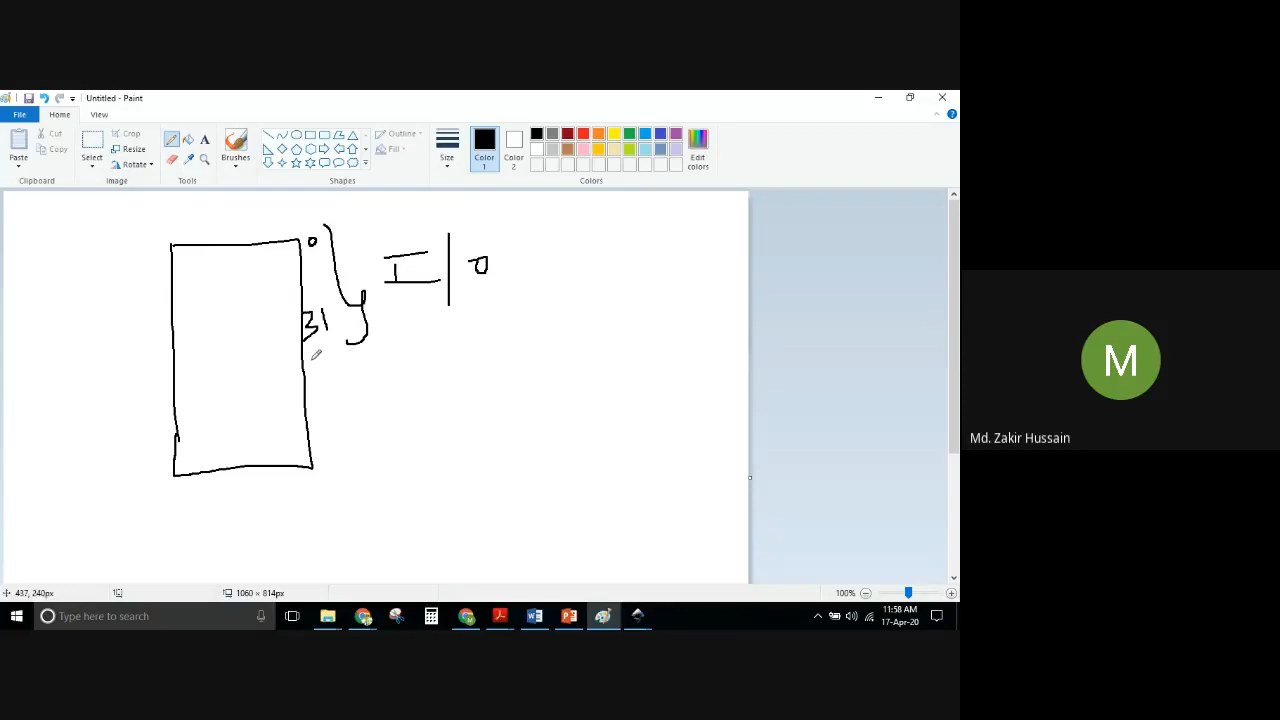 Untitled - Paint
File Home View
Paste
Cut
Copy
Clipboard
Select
Crop
Resize
Rotate
Image
Tools
Brushes
Shapes
Outline
Fill
Size
Color
1
Color
2
Colors
Edit
colors
0
I|0
31
437, 240px
1060 × 814px
100%
Type here to search
11:58 AM
17-Apr-20
M
Md. Zakir Hussain